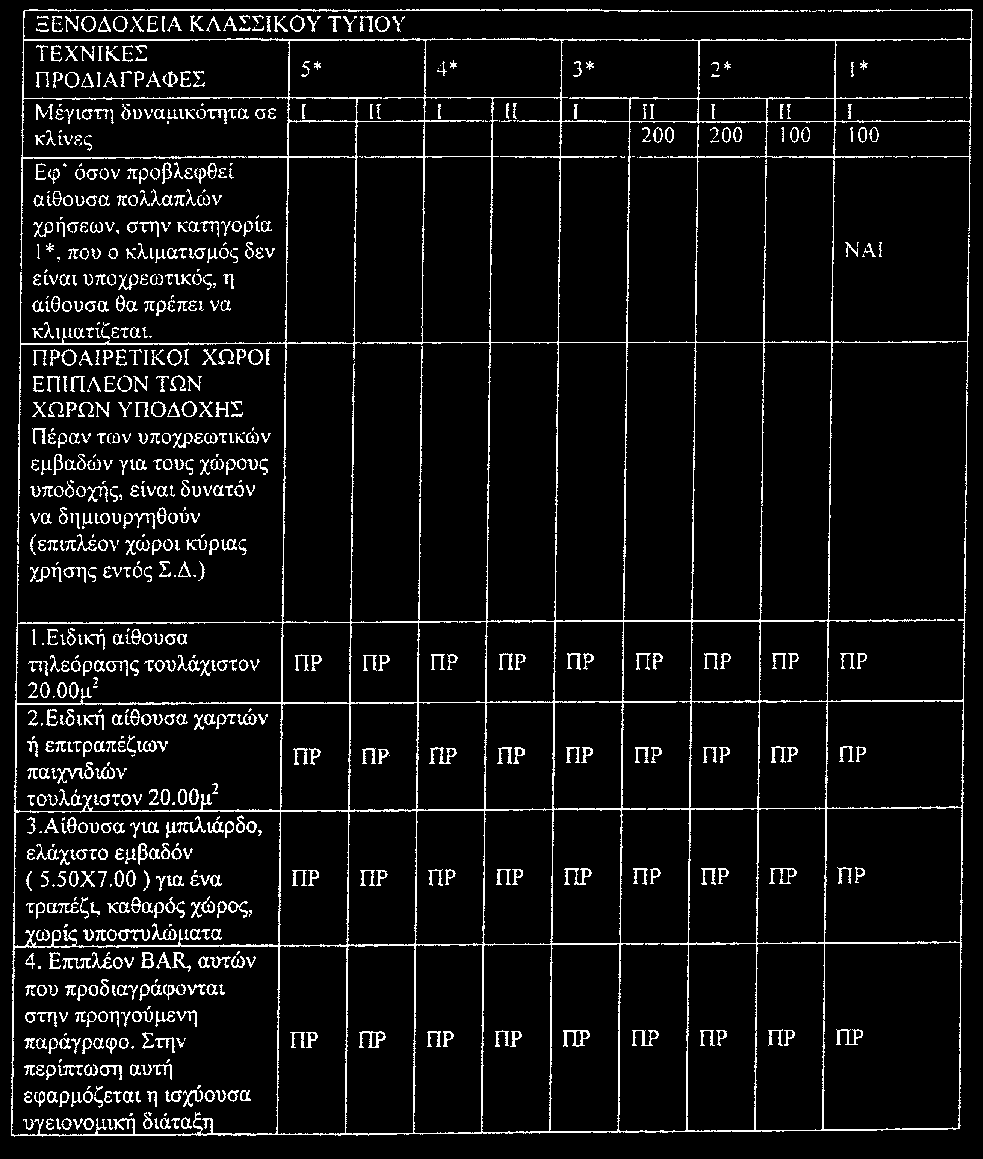 ΞΕΝΟΔΟΧΕΙΑ ΚΛΑΣΣΙΚΟΥ ΤΥΠΟΥ
ΤΕΧΝΙΚΕΣ
ΠΡΟΔΙΑΓΡΑΦΕΣ 5* 4* 3* 2* 1*
Μέγιστη δυναμικότητα σε I II I II I II I II I
κλίνες 200 200 100 100
Εφ' όσον προβλεφθεί
αίθουσα πολλαπλών
χρήσεων, στην κατηγορία
1*, που ο κλιματισμός δεν ΝΑΙ
είναι υποχρεωτικός, η
αίθουσα θα πρέπει να
κλιματίζεται.
ΠΡΟΑΙΡΕΤΙΚΟΙ ΧΩΡΟΙ
ΕΠΙΠΛΕΟΝ ΤΩΝ
ΧΩΡΩΝ ΥΠΟΔΟΧΗΣ
Πέραν των υποχρεωτικών
εμβαδών για τους χώρους
υποδοχής, είναι δυνατόν
να δημιουργηθούν
(επιπλέον χώροι κύριας
χρήσης εντός Σ.Δ.)
1.Ειδική αίθουσα
τηλεόρασης τουλάχιστον ΠΡ ΠΡ ΠΡ ΠΡ ΠΡ ΠΡ ΠΡ ΠΡ ΠΡ
20.00μ²
2.Ειδική αίθουσα χαρτιών
ή επιτραπέζιων ΠΡ ΠΡ ΠΡ ΠΡ ΠΡ ΠΡ ΠΡ ΠΡ ΠΡ
παιχνιδιών
τουλάχιστον 20.00μ²
3.Αίθουσα για μπιλιάρδο,
ελάχιστο εμβαδόν
( 5.50Χ7.00 ) για ένα ΠΡ ΠΡ ΠΡ ΠΡ ΠΡ ΠΡ ΠΡ ΠΡ ΠΡ
τραπέζι, καθαρός χώρος,
χωρίς υποστυλώματα
4. Επιπλέον BAR, αυτών
που προδιαγράφονται
στην προηγούμενη
παράγραφο. Στην ΠΡ ΠΡ ΠΡ ΠΡ ΠΡ ΠΡ ΠΡ ΠΡ ΠΡ
περίπτωση αυτή
εφαρμόζεται η ισχύουσα
υγειονομική διάταξη